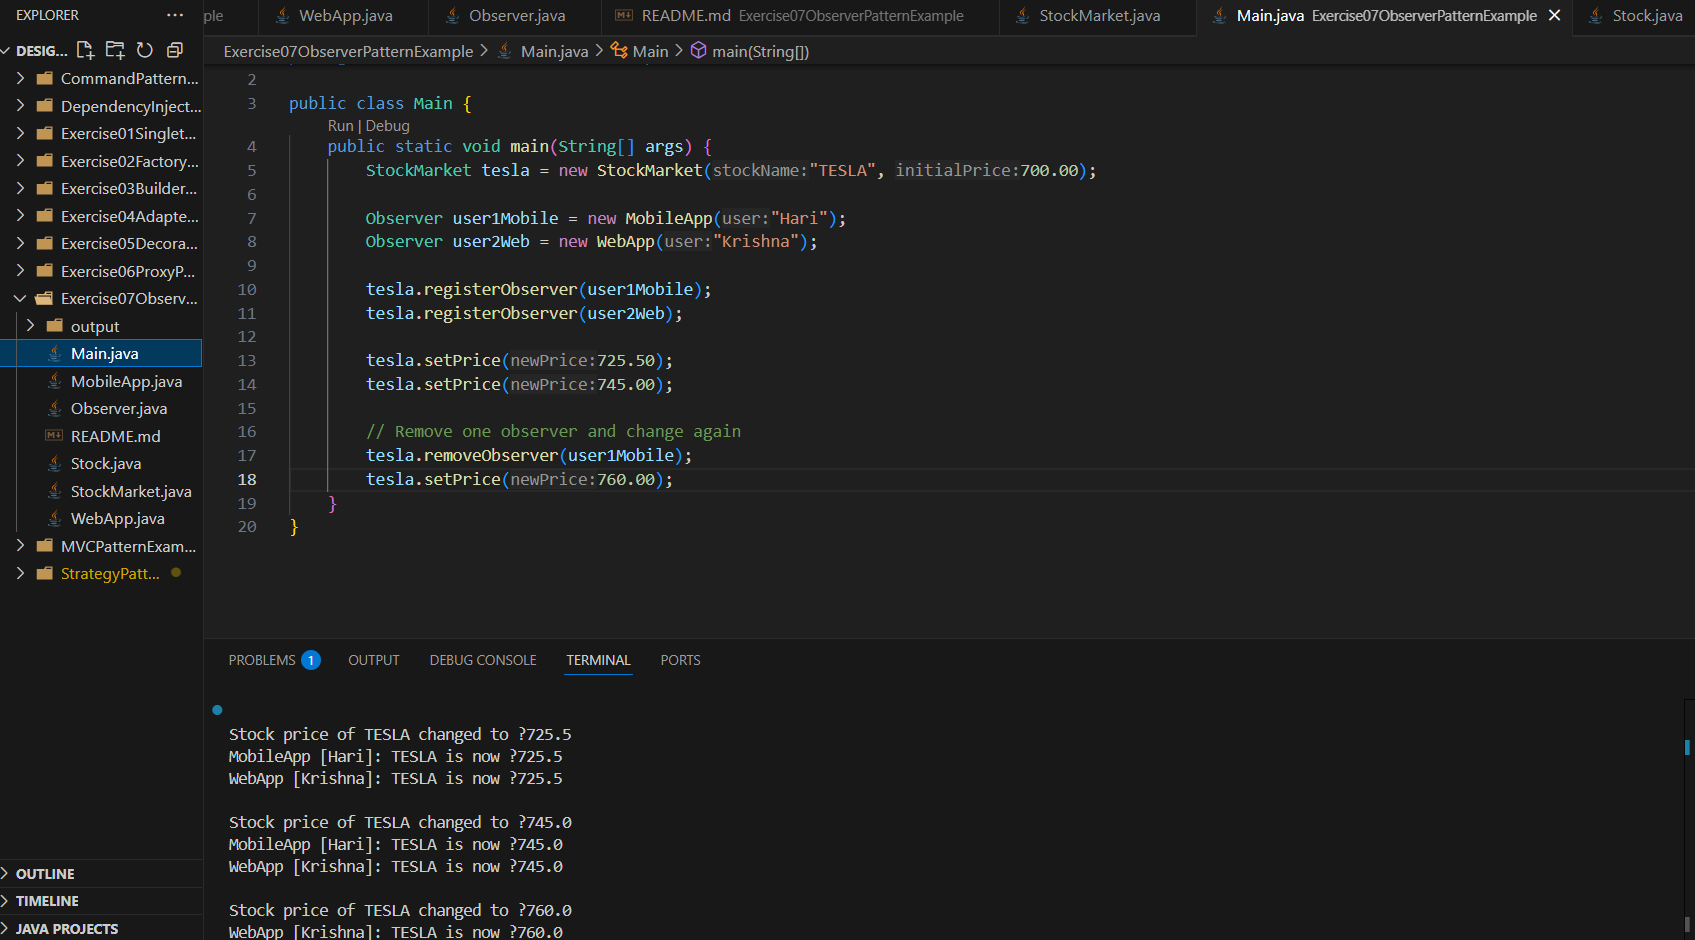 EXPLORER
ple
WebApp.java
Observer.java
README.md Exercise07ObserverPatternExample
StockMarket.java
Main.java Exercise07ObserverPatternExample
Stock.java
DESIG...
Exercise07ObserverPatternExample > Main.java > Main > main(String[])
CommandPattern...
DependencyInject...
Exercise01Singlet...
Exercise02Factory...
Exercise03Builder...
Exercise04Adapte...
Exercise05Decora...
Exercise06ProxyP...
Exercise07Observ...
output
Main.java
MobileApp.java
Observer.java
README.md
Stock.java
StockMarket.java
WebApp.java
MVCPatternExam...
StrategyPatt...
OUTLINE
TIMELINE
JAVA PROJECTS
2
3 public class Main {
Run | Debug
4 public static void main(String[] args) {
5 StockMarket tesla = new StockMarket(stockName:"TESLA", initialPrice:700.00);
6
7 Observer user1Mobile = new MobileApp(user:"Hari");
8 Observer user2Web = new WebApp(user:"Krishna");
9
10 tesla.registerObserver(user1Mobile);
11 tesla.registerObserver(user2Web);
12
13 tesla.setPrice(newPrice:725.50);
14 tesla.setPrice(newPrice:745.00);
15
16 // Remove one observer and change again
17 tesla.removeObserver(user1Mobile);
18 tesla.setPrice(newPrice:760.00);
19 }
20 }
PROBLEMS 1 OUTPUT DEBUG CONSOLE TERMINAL PORTS
Stock price of TESLA changed to ?725.5
MobileApp [Hari]: TESLA is now ?725.5
WebApp [Krishna]: TESLA is now ?725.5
Stock price of TESLA changed to ?745.0
MobileApp [Hari]: TESLA is now ?745.0
WebApp [Krishna]: TESLA is now ?745.0
Stock price of TESLA changed to ?760.0
WebApp [Krishna]: TESLA is now ?760.0